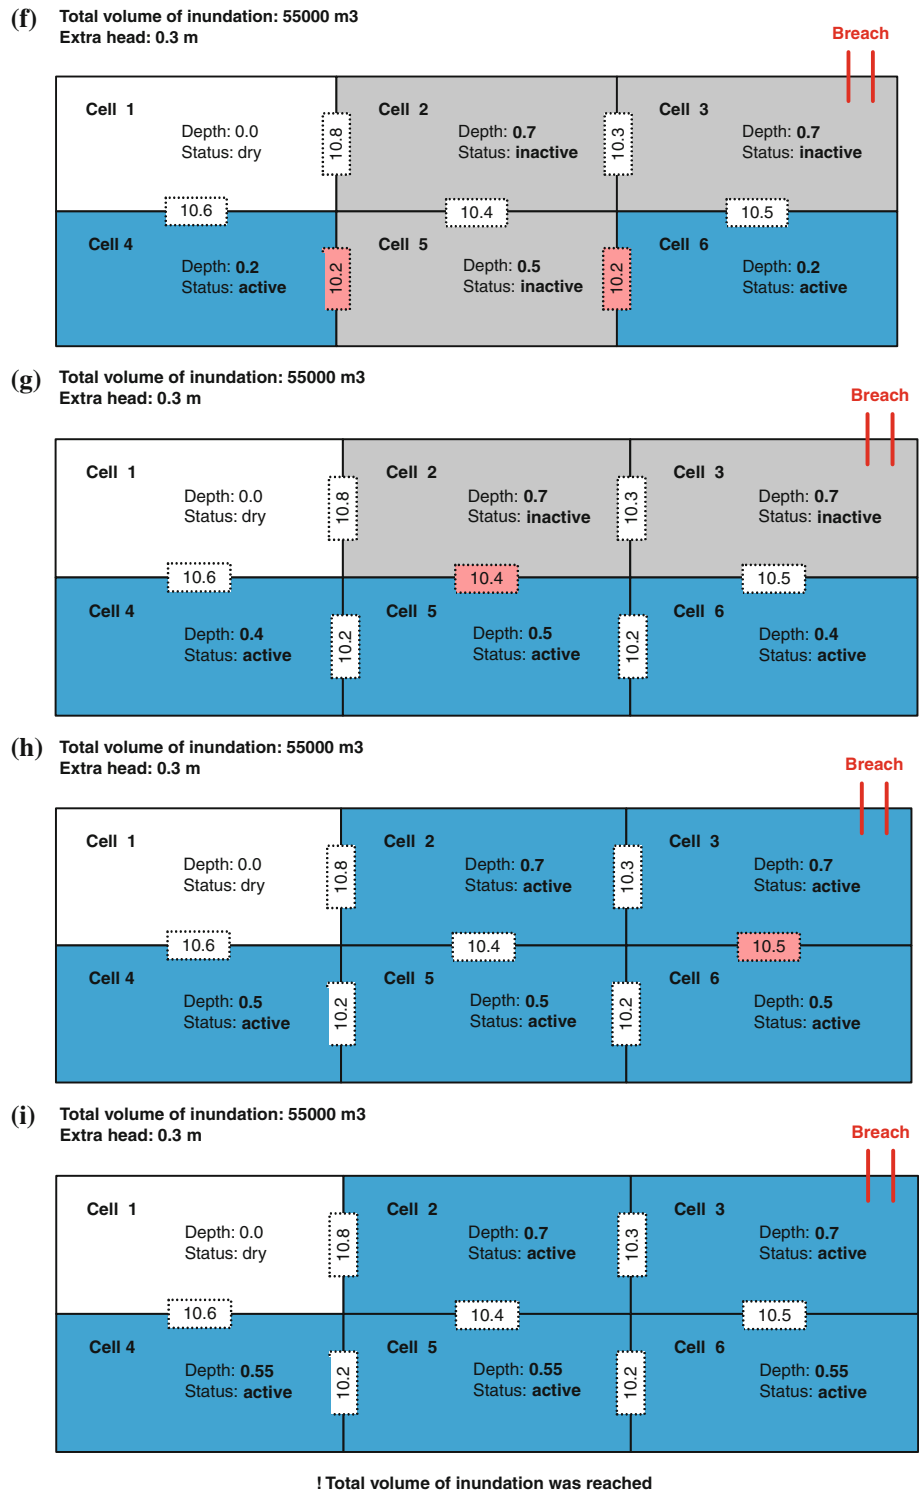 (f) Total volume of inundation: 55000 m3
Extra head: 0.3 m
Breach
Cell 1
Depth: 0.0
Status: dry
10.8
Cell 2
Depth: 0.7
Status: inactive
10.3
Cell 3
Depth: 0.7
Status: inactive
10.6
10.4
10.5
Cell 4
Depth: 0.2
Status: active
10.2
Cell 5
Depth: 0.5
Status: inactive
10.2
Cell 6
Depth: 0.2
Status: active
(g) Total volume of inundation: 55000 m3
Extra head: 0.3 m
Breach
Cell 1
Depth: 0.0
Status: dry
10.8
Cell 2
Depth: 0.7
Status: inactive
10.3
Cell 3
Depth: 0.7
Status: inactive
10.6
10.4
10.5
Cell 4
Depth: 0.4
Status: active
10.2
Cell 5
Depth: 0.5
Status: active
10.2
Cell 6
Depth: 0.4
Status: active
(h) Total volume of inundation: 55000 m3
Extra head: 0.3 m
Breach
Cell 1
Depth: 0.0
Status: dry
10.8
Cell 2
Depth: 0.7
Status: active
10.3
Cell 3
Depth: 0.7
Status: active
10.6
10.4
10.5
Cell 4
Depth: 0.5
Status: active
10.2
Cell 5
Depth: 0.5
Status: active
10.2
Cell 6
Depth: 0.5
Status: active
(i) Total volume of inundation: 55000 m3
Extra head: 0.3 m
Breach
Cell 1
Depth: 0.0
Status: dry
10.8
Cell 2
Depth: 0.7
Status: active
10.3
Cell 3
Depth: 0.7
Status: active
10.6
10.4
10.5
Cell 4
Depth: 0.55
Status: active
10.2
Cell 5
Depth: 0.55
Status: active
10.2
Cell 6
Depth: 0.55
Status: active
! Total volume of inundation was reached